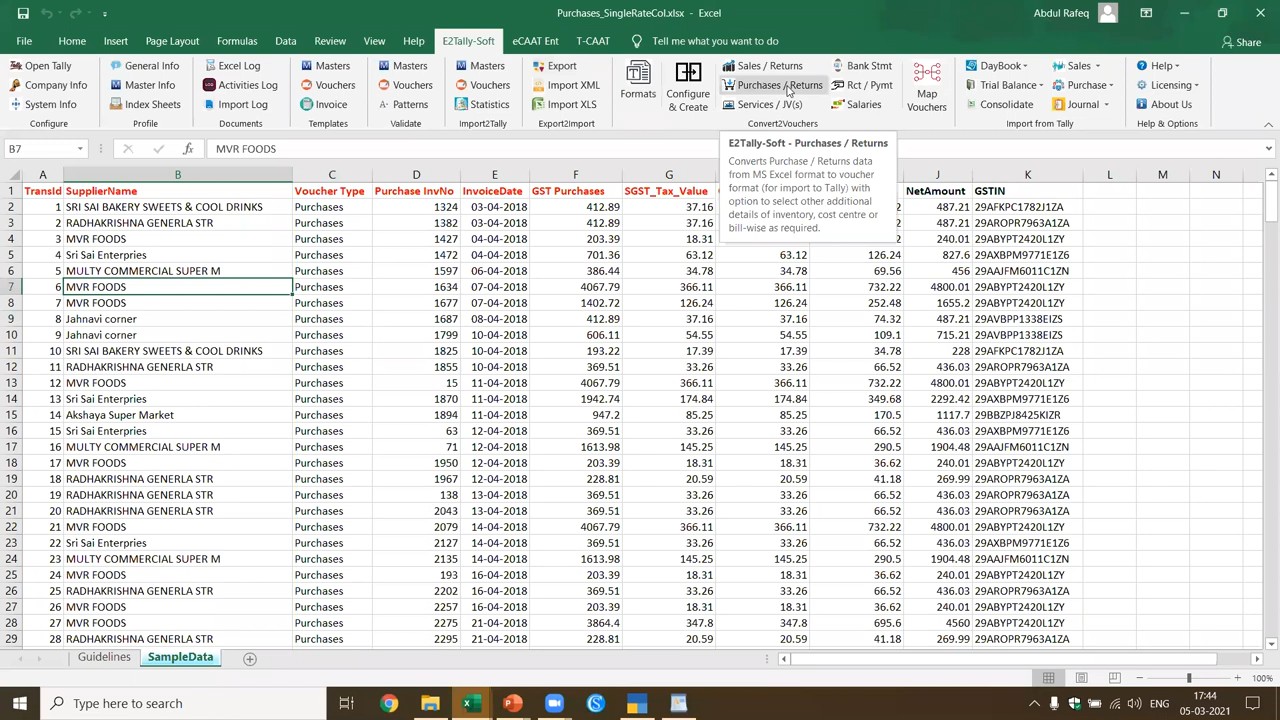 Purchases_SingleRateCol.xlsx - Excel
Abdul Rafeq
File Home Insert Page Layout Formulas Data Review View Help E2Tally-Soft eCAAT Ent T-CAAT Tell me what you want to do Share
Open Tally General Info Excel Log Masters Masters Masters Export Sales / Returns Bank Stmt DayBook Sales Help
Company Info Master Info Activities Log Vouchers Vouchers Vouchers Import XML Formats Configure & Create Purchases / Returns Rct / Pymt Map Vouchers Trial Balance Purchase Licensing
System Info Index Sheets Import Log Invoice Patterns Statistics Import XLS Services / JV(s) Salaries Consolidate Journal About Us
Configure Documents Templates Validate Import2Tally Export2Import Convert2Vouchers Import from Tally Help & Options
B7 fx MVR FOODS
E2Tally-Soft - Purchases / Returns
Converts Purchase / Returns data
from MS Excel format to voucher
format (for import to Tally) with
option to select other additional
details of inventory, cost centre or
bill-wise as required.
A B C D E F G J K L M N
1 TransId SupplierName Voucher Type Purchase InvNo InvoiceDate GST Purchases SGST_Tax_Value NetAmount GSTIN
2 1 SRI SAI BAKERY SWEETS & COOL DRINKS Purchases 1324 03-04-2018 412.89 37.16 487.21 29AFKPC1782J1ZA
3 2 RADHAKRISHNA GENERLA STR Purchases 1382 03-04-2018 412.89 37.16 487.21 29AROPR7963A1ZA
4 3 MVR FOODS Purchases 1427 04-04-2018 203.39 18.31 240.01 29ABYPT2420L1ZY
5 4 Sri Sai Enterpries Purchases 1472 04-04-2018 701.36 63.12 63.12 126.24 827.6 29AXBPM9771E1ZS
6 5 MULTY COMMERCIAL SUPER M Purchases 1597 06-04-2018 386.44 34.78 34.78 69.56 456 29AAJFM6011C1ZN
7 6 MVR FOODS Purchases 1634 07-04-2018 4067.79 366.11 366.11 732.22 4800.01 29ABYPT2420L1ZY
8 7 MVR FOODS Purchases 1677 07-04-2018 1402.72 126.24 126.24 252.48 1655.2 29ABYPT2420L1ZY
9 8 Jahnavi corner Purchases 1687 08-04-2018 412.89 37.16 37.16 74.32 487.21 29AVBPP1338EIZS
10 9 Jahnavi corner Purchases 1799 10-04-2018 606.11 54.55 54.55 109.1 715.21 29AVBPP1338EIZS
11 10 SRI SAI BAKERY SWEETS & COOL DRINKS Purchases 1825 10-04-2018 193.22 17.39 17.39 34.78 228 29AFKPC1782J1ZA
12 11 RADHAKRISHNA GENERLA STR Purchases 1855 10-04-2018 369.51 33.26 33.26 66.52 436.03 29AROPR7963A1ZA
13 12 MVR FOODS Purchases 15 11-04-2018 4067.79 366.11 366.11 732.22 4800.01 29ABYPT2420L1ZY
14 13 Sri Sai Enterpries Purchases 1870 11-04-2018 1942.74 174.84 174.84 349.68 2292.42 29AXBPM9771E1ZS
15 14 Akshaya Super Market Purchases 1894 11-04-2018 947.2 85.25 85.25 170.5 1117.7 29BBZPJ8425KIZR
16 15 Sri Sai Enterpries Purchases 63 12-04-2018 369.51 33.26 33.26 66.52 436.03 29AXBPM9771E1ZS
17 16 MULTY COMMERCIAL SUPER M Purchases 71 12-04-2018 1613.98 145.25 145.25 290.5 1904.48 29AAJFM6011C1ZN
18 17 MVR FOODS Purchases 1950 12-04-2018 203.39 18.31 18.31 36.62 240.01 29ABYPT2420L1ZY
19 18 RADHAKRISHNA GENERLA STR Purchases 1967 12-04-2018 228.81 20.59 20.59 41.18 269.99 29AROPR7963A1ZA
20 19 RADHAKRISHNA GENERLA STR Purchases 138 13-04-2018 369.51 33.26 33.26 66.52 436.03 29AROPR7963A1ZA
21 20 RADHAKRISHNA GENERLA STR Purchases 2043 13-04-2018 369.51 33.26 33.26 66.52 436.03 29AROPR7963A1ZA
22 21 MVR FOODS Purchases 2079 14-04-2018 4067.79 366.11 366.11 732.22 4800.01 29ABYPT2420L1ZY
23 22 Sri Sai Enterpries Purchases 2127 14-04-2018 369.51 33.26 33.26 66.52 436.03 29AXBPM9771E1ZS
24 23 MULTY COMMERCIAL SUPER M Purchases 2135 14-04-2018 1613.98 145.25 145.25 290.5 1904.48 29AAJFM6011C1ZN
25 24 MVR FOODS Purchases 193 16-04-2018 203.39 18.31 18.31 36.62 240.01 29ABYPT2420L1ZY
26 25 RADHAKRISHNA GENERLA STR Purchases 2202 16-04-2018 369.51 33.26 33.26 66.52 436.03 29AROPR7963A1ZA
27 26 MVR FOODS Purchases 2257 16-04-2018 203.39 18.31 18.31 36.62 240.01 29ABYPT2420L1ZY
28 27 MVR FOODS Purchases 2275 21-04-2018 3864.4 347.8 347.8 695.6 4560 29ABYPT2420L1ZY
29 28 RADHAKRISHNA GENERLA STR Purchases 2295 21-04-2018 228.81 20.59 20.59 41.18 269.99 29AROPR7963A1ZA
Guidelines SampleData
100%
Type here to search
ENG
17:44
05-03-2021